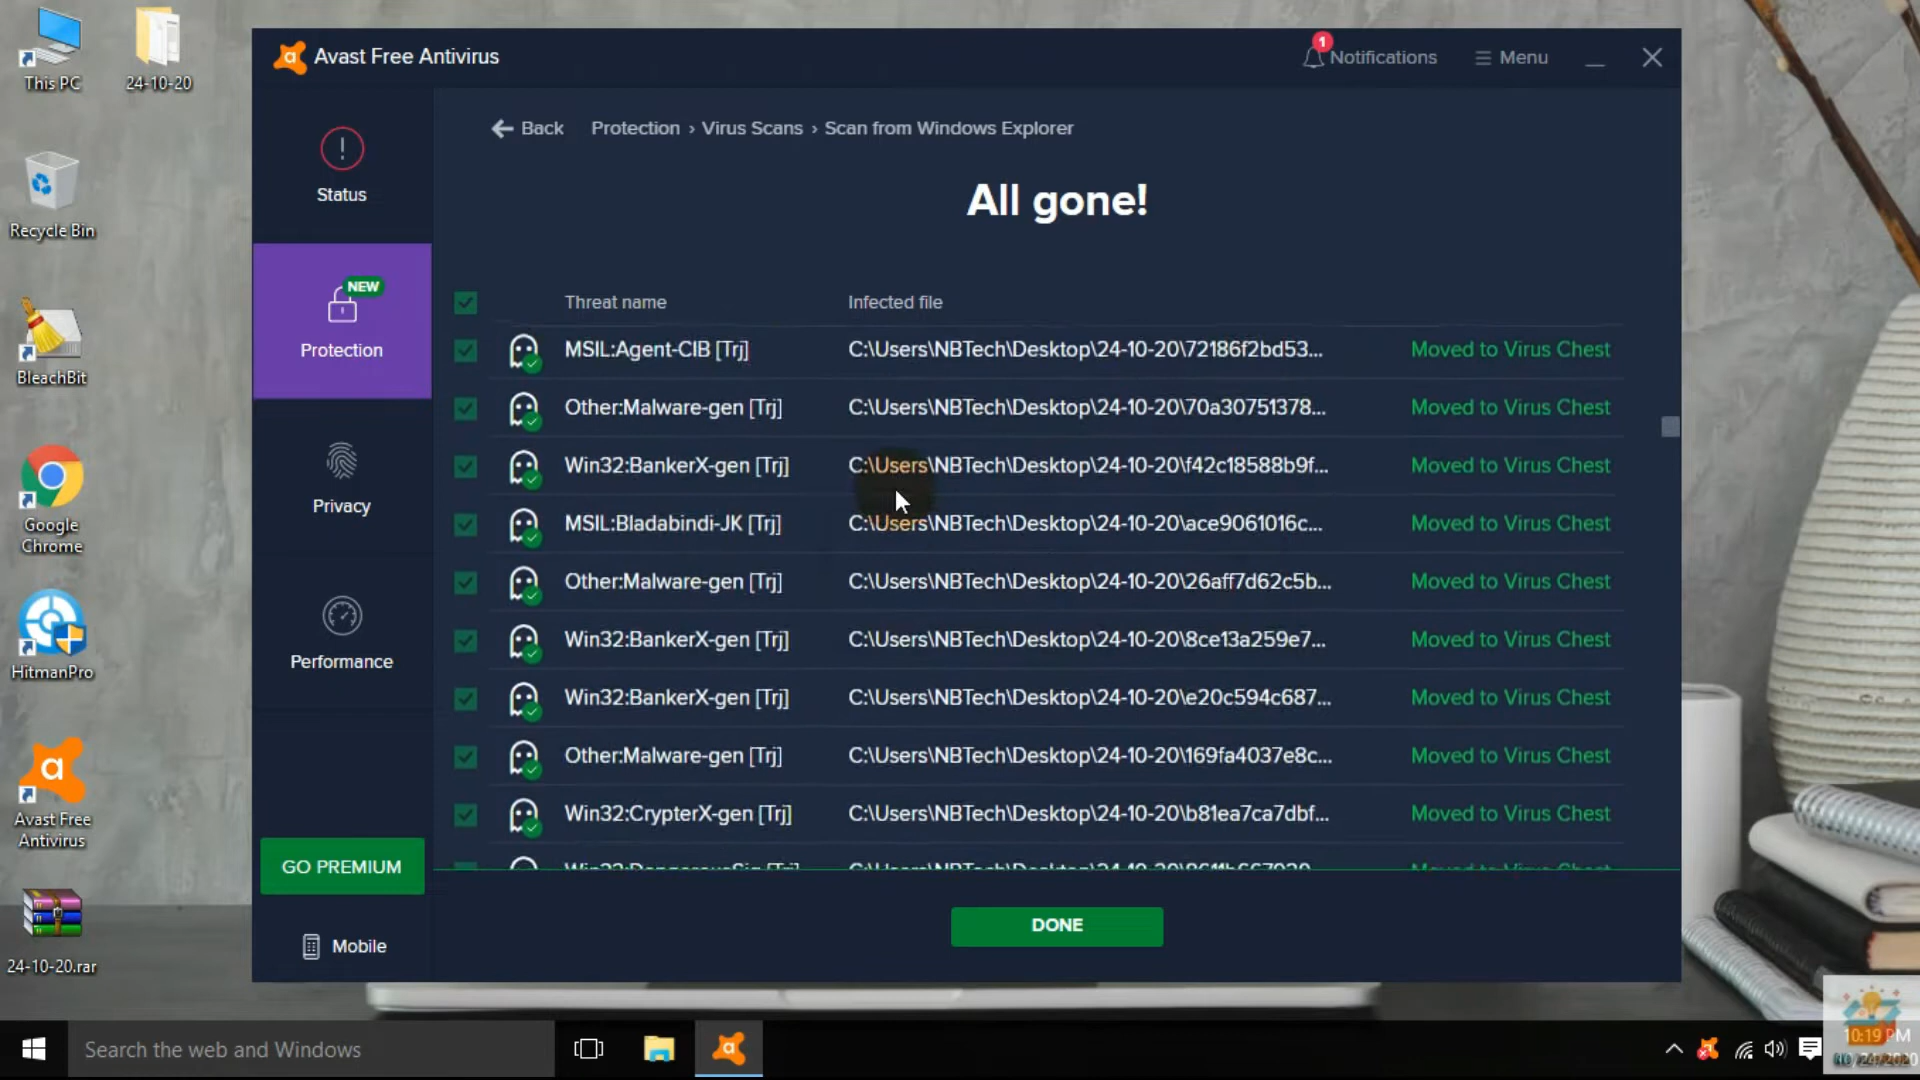 This PC
24-10-20
Recycle Bin
BleachBit
Google
Chrome
HitmanPro
Avast Free
Antivirus
24-10-20.rar
Avast Free Antivirus
1
Notifications
Menu
Status
NEW
Protection
Privacy
Performance
GO PREMIUM
Mobile
Back Protection › Virus Scans › Scan from Windows Explorer
All gone!
Threat name Infected file
MSIL:Agent-CIB [Trj] C:\Users\NBTech\Desktop\24-10-20\72186f2bd53... Moved to Virus Chest
Other:Malware-gen [Trj] C:\Users\NBTech\Desktop\24-10-20\70a30751378... Moved to Virus Chest
Win32:BankerX-gen [Trj] C:\Users\NBTech\Desktop\24-10-20\f42c18588b9f... Moved to Virus Chest
MSIL:Bladabindi-JK [Trj] C:\Users\NBTech\Desktop\24-10-20\ace9061016c... Moved to Virus Chest
Other:Malware-gen [Trj] C:\Users\NBTech\Desktop\24-10-20\26aff7d62c5b... Moved to Virus Chest
Win32:BankerX-gen [Trj] C:\Users\NBTech\Desktop\24-10-20\8ce13a259e7... Moved to Virus Chest
Win32:BankerX-gen [Trj] C:\Users\NBTech\Desktop\24-10-20\e20c594c687... Moved to Virus Chest
Other:Malware-gen [Trj] C:\Users\NBTech\Desktop\24-10-20\169fa4037e8c... Moved to Virus Chest
Win32:CrypterX-gen [Trj] C:\Users\NBTech\Desktop\24-10-20\b81ea7ca7dbf... Moved to Virus Chest
DONE
Search the web and Windows
10:19 PM